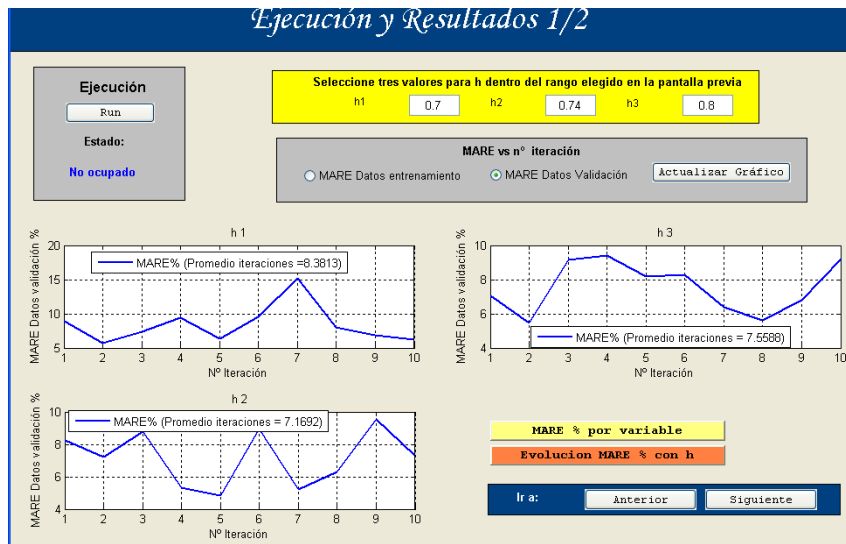 Ejecución y Resultados 1/2
Ejecución
Run
Estado:
No ocupado
Seleccione tres valores para h dentro del rango elegido en la pantalla previa
h1 0.7 h2 0.74 h3 0.8
MARE vs n° iteración
MARE Datos entrenamiento MARE Datos Validación Actualizar Gráfico
h 1
MARE Datos validación %
20
15
10
5
MARE% (Promedio iteraciones =8.3813)
1 2 3 4 5 6 7 8 9 10
Nº Iteración
h 3
MARE Datos validación %
10
8
6
4
MARE% (Promedio iteraciones = 7.5588)
1 2 3 4 5 6 7 8 9 10
Nº Iteración
h 2
MARE Datos validación %
10
8
6
4
MARE% (Promedio iteraciones = 7.1692)
1 2 3 4 5 6 7 8 9 10
Nº Iteración
MARE % por variable
Evolucion MARE % con h
Ir a: Anterior Siguiente